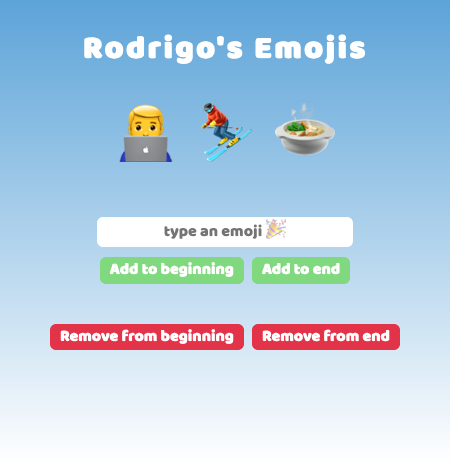 Rodrigo's Emojis
type an emoji 🎉
Add to beginning Add to end
Remove from beginning Remove from end